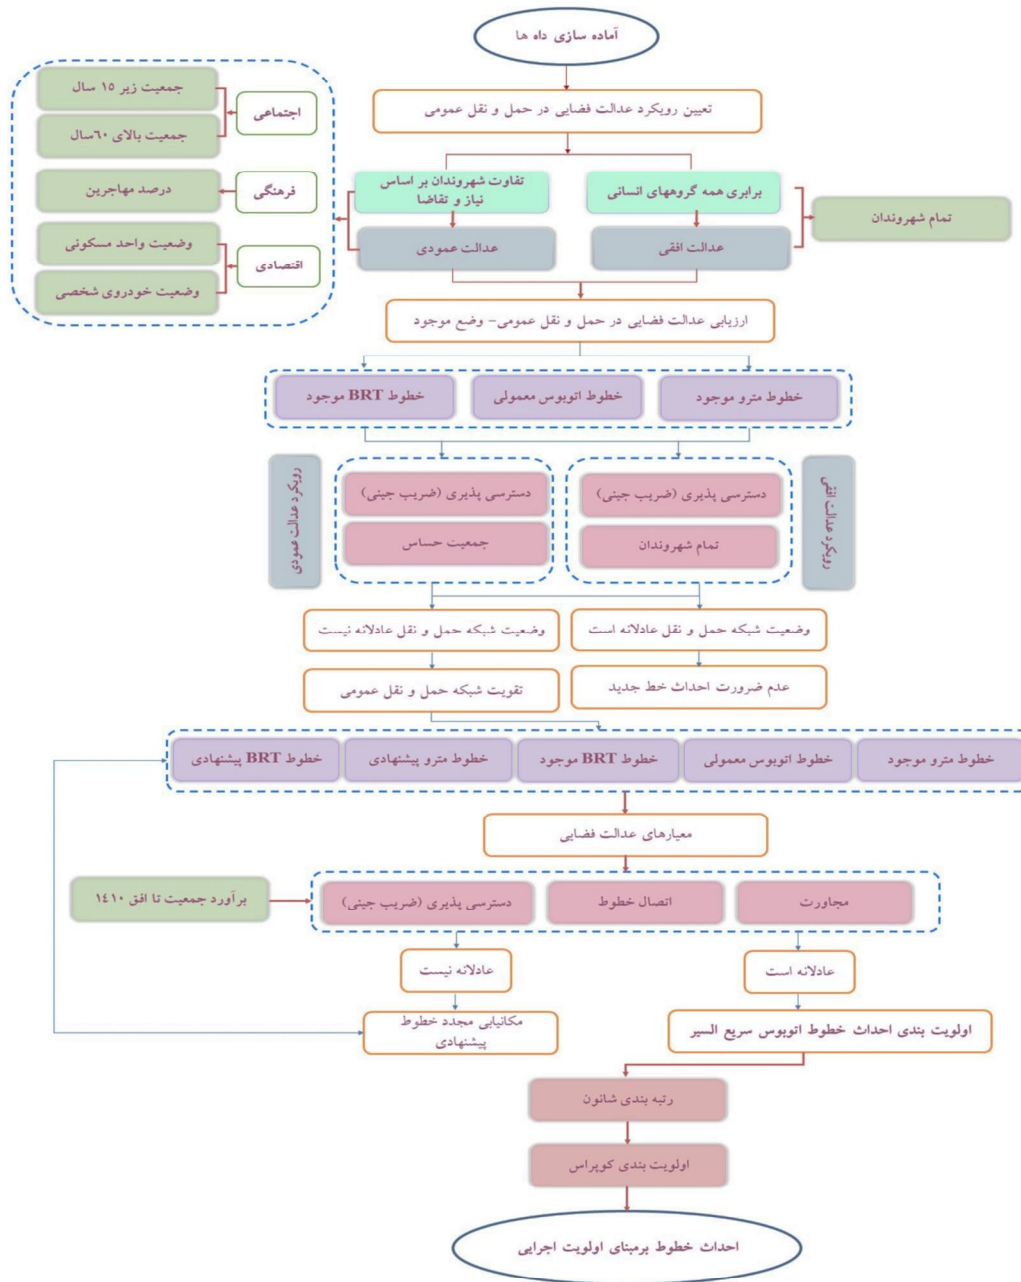 آماده سازی داه ها
تعیین رویکرد عدالت فضایی در حمل و نقل عمومی
برابری همه گروههای انسانی
تفاوت شهروندان بر اساس
نیاز و تقاضا
عدالت افقی
عدالت عمودی
تمام شهروندان
اجتماعی
جمعیت زیر ۱۵ سال
جمعیت بالای ۶۰سال
فرهنگی
درصد مهاجرین
اقتصادی
وضعیت واحد مسکونی
وضعیت خودروی شخصی
ارزیابی عدالت فضایی در حمل و نقل عمومی- وضع موجود
خطوط مترو موجود
خطوط اتوبوس معمولی
خطوط BRT موجود
رویکرد عدالت افقی
دسترسی پذیری (ضریب جینی)
تمام شهروندان
دسترسی پذیری (ضریب جینی)
جمعیت حساس
رویکرد عدالت عمودی
وضعیت شبکه حمل و نقل عادلانه است
وضعیت شبکه حمل و نقل عادلانه نیست
عدم ضرورت احداث خط جدید
تقویت شبکه حمل و نقل عمومی
خطوط مترو موجود
خطوط اتوبوس معمولی
خطوط BRT موجود
خطوط مترو پیشنهادی
خطوط BRT پیشنهادی
معیارهای عدالت فضایی
مجاورت
اتصال خطوط
دسترسی پذیری (ضریب جینی)
برآورد جمعیت تا افق ۱٤۱۰
عادلانه است
عادلانه نیست
اولویت بندی احداث خطوط اتوبوس سریع السیر
مکانیابی مجدد خطوط
پیشنهادی
رتبه بندی شانون
اولویت بندی کوپراس
احداث خطوط برمبنای اولویت اجرایی